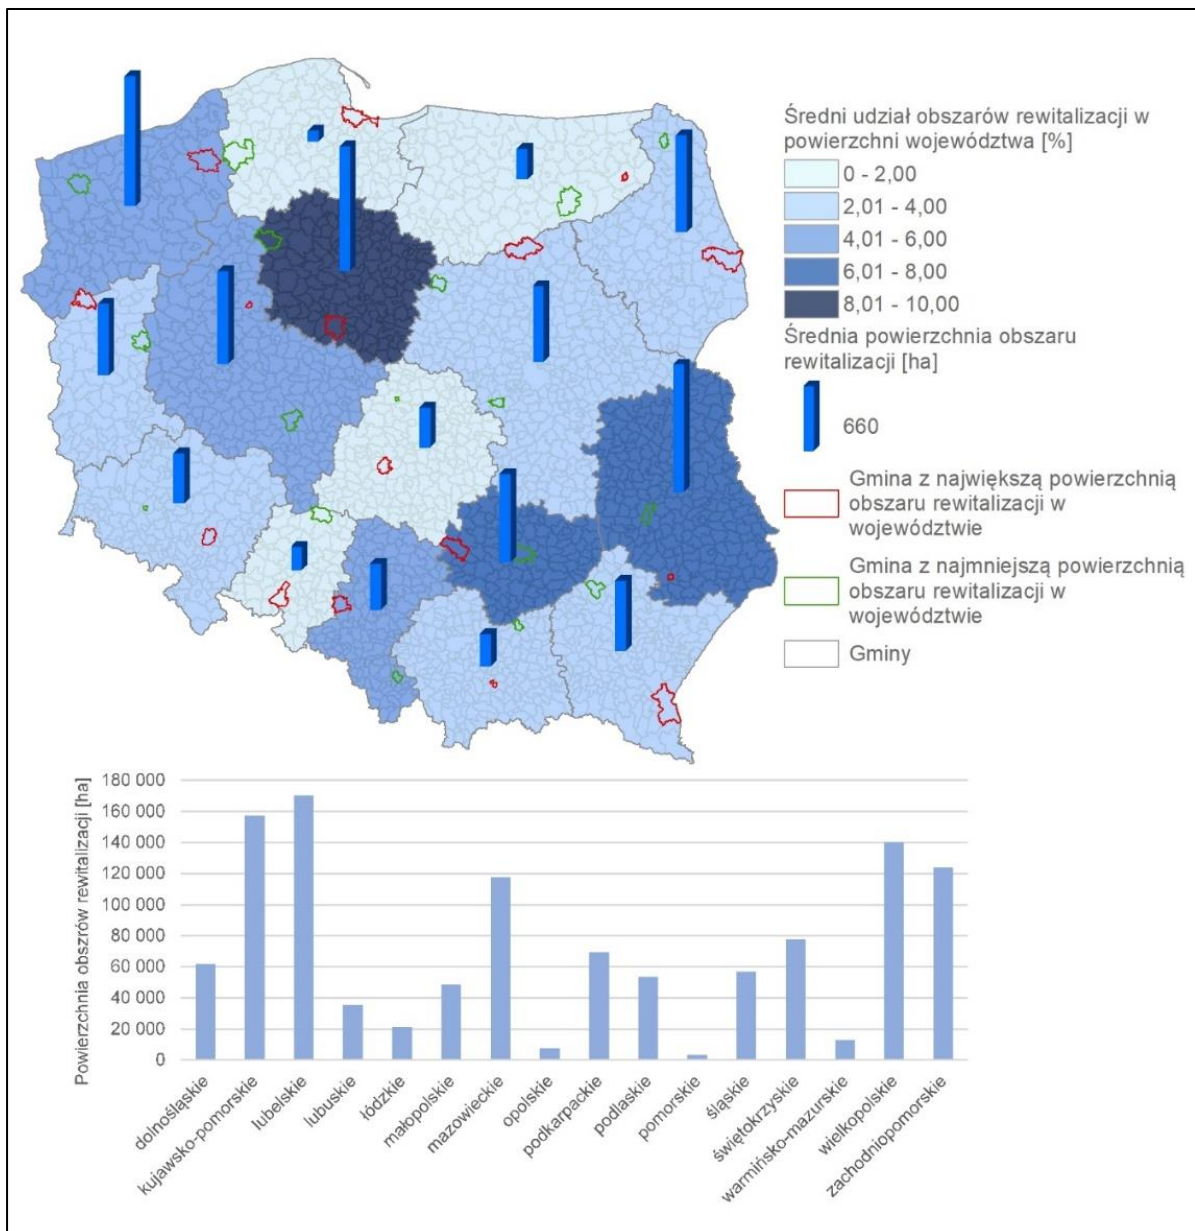 Średni udział obszarów rewitalizacji w
powierzchni województwa [%]
0 - 2,00
2,01 - 4,00
4,01 - 6,00
6,01 - 8,00
8,01 - 10,00
Średnia powierzchnia obszaru
rewitalizacji [ha]
660
Gmina z największą powierzchnią
obszaru rewitalizacji w
województwie
Gmina z najmniejszą powierzchnią
obszaru rewitalizacji w
województwie
Gminy
Powierzchnia obszrów rewitalizacji [ha]
180 000
160 000
140 000
120 000
100 000
80 000
60 000
40 000
20 000
0
dolnośląskie
kujawsko-pomorskie
lubelskie
lubuskie
łódzkie
małopolskie
mazowieckie
opolskie
podkarpackie
podlaskie
pomorskie
śląskie
świętokrzyskie
warmińsko-mazurskie
wielkopolskie
zachodniopomorskie